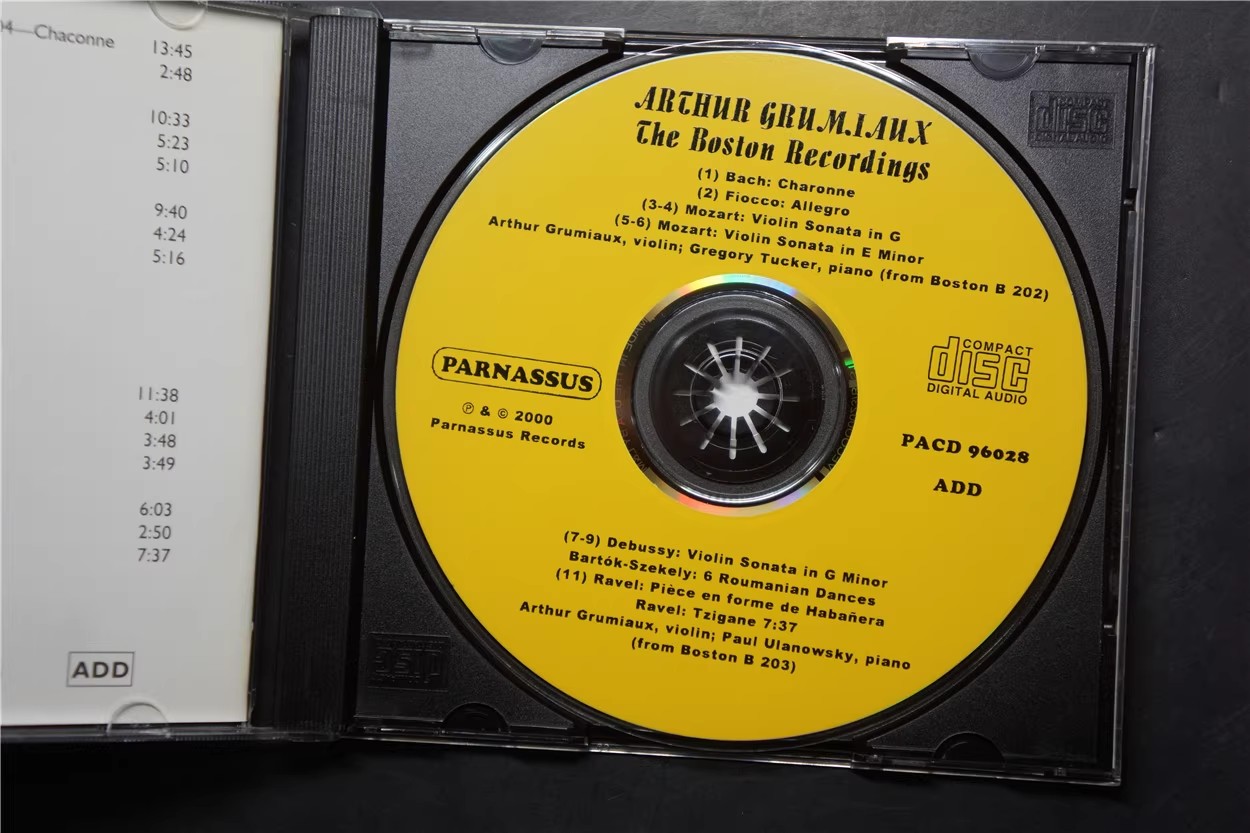 04—Chaconne 13:45
2:48
10:33
5:23
5:10
9:40
4:24
5:16
11:38
4:01
3:48
3:49
6:03
2:50
7:37
ADD
ARTHUR GRUMIAUX
The Boston Recordings
(1) Bach: Charonne
(2) Fiocco: Allegro
(3-4) Mozart: Violin Sonata in G
(5-6) Mozart: Violin Sonata in E Minor
Arthur Grumiaux, violin; Gregory Tucker, piano (from Boston B 202)
PARNASSUS
℗ & © 2000
Parnassus Records
COMPACT
disc
DIGITAL AUDIO
PACD 96028
ADD
(7-9) Debussy: Violin Sonata in G Minor
Bartók-Szekely: 6 Roumanian Dances
(11) Ravel: Pièce en forme de Habañera
Ravel: Tzigane 7:37
Arthur Grumiaux, violin; Paul Ulanowsky, piano
(from Boston B 203)
COMPACT
disc
DIGITAL AUDIO